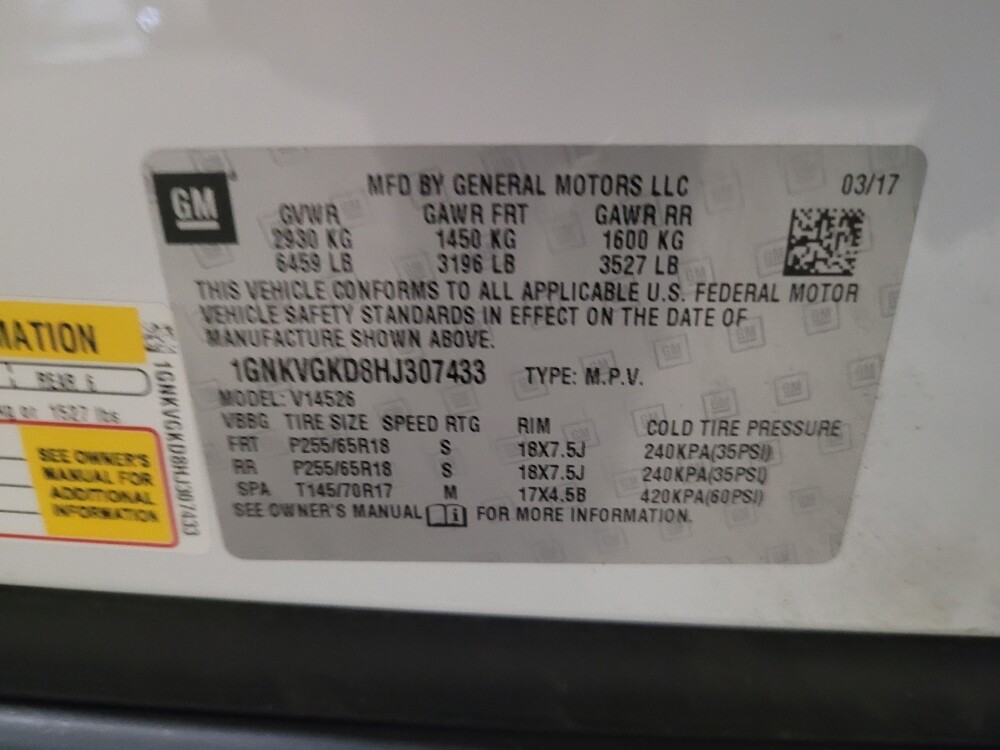 GM
MFD BY GENERAL MOTORS LLC 03/17
GVWR GAWR FRT GAWR RR
2930 KG 1450 KG 1600 KG
6459 LB 3196 LB 3527 LB
THIS VEHICLE CONFORMS TO ALL APPLICABLE U.S. FEDERAL MOTOR
VEHICLE SAFETY STANDARDS IN EFFECT ON THE DATE OF
MANUFACTURE SHOWN ABOVE.
1GNKVGKD8HJ307433 TYPE: M.P.V.
MODEL: V14526
VBBG TIRE SIZE SPEED RTG RIM COLD TIRE PRESSURE
FRT P255/65R18 S 18X7.5J 240KPA(35PSI)
RR P255/65R18 S 18X7.5J 240KPA(35PSI)
SPA T145/70R17 M 17X4.5B 420KPA(60PSI)
SEE OWNER'S MANUAL FOR MORE INFORMATION.
MATION
REAR
KG or 1527 lbs
SEE OWNER'S
MANUAL FOR
ADDITIONAL
INFORMATION
1GNKVGKD8HJ307433